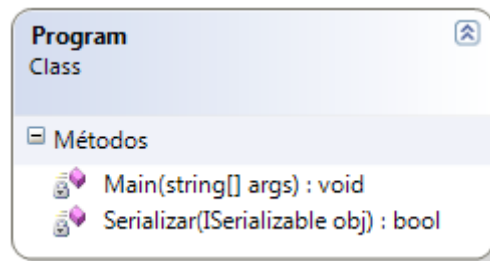 Program
Class
Métodos
Main(string[] args) : void
Serializar(ISerializable obj) : bool